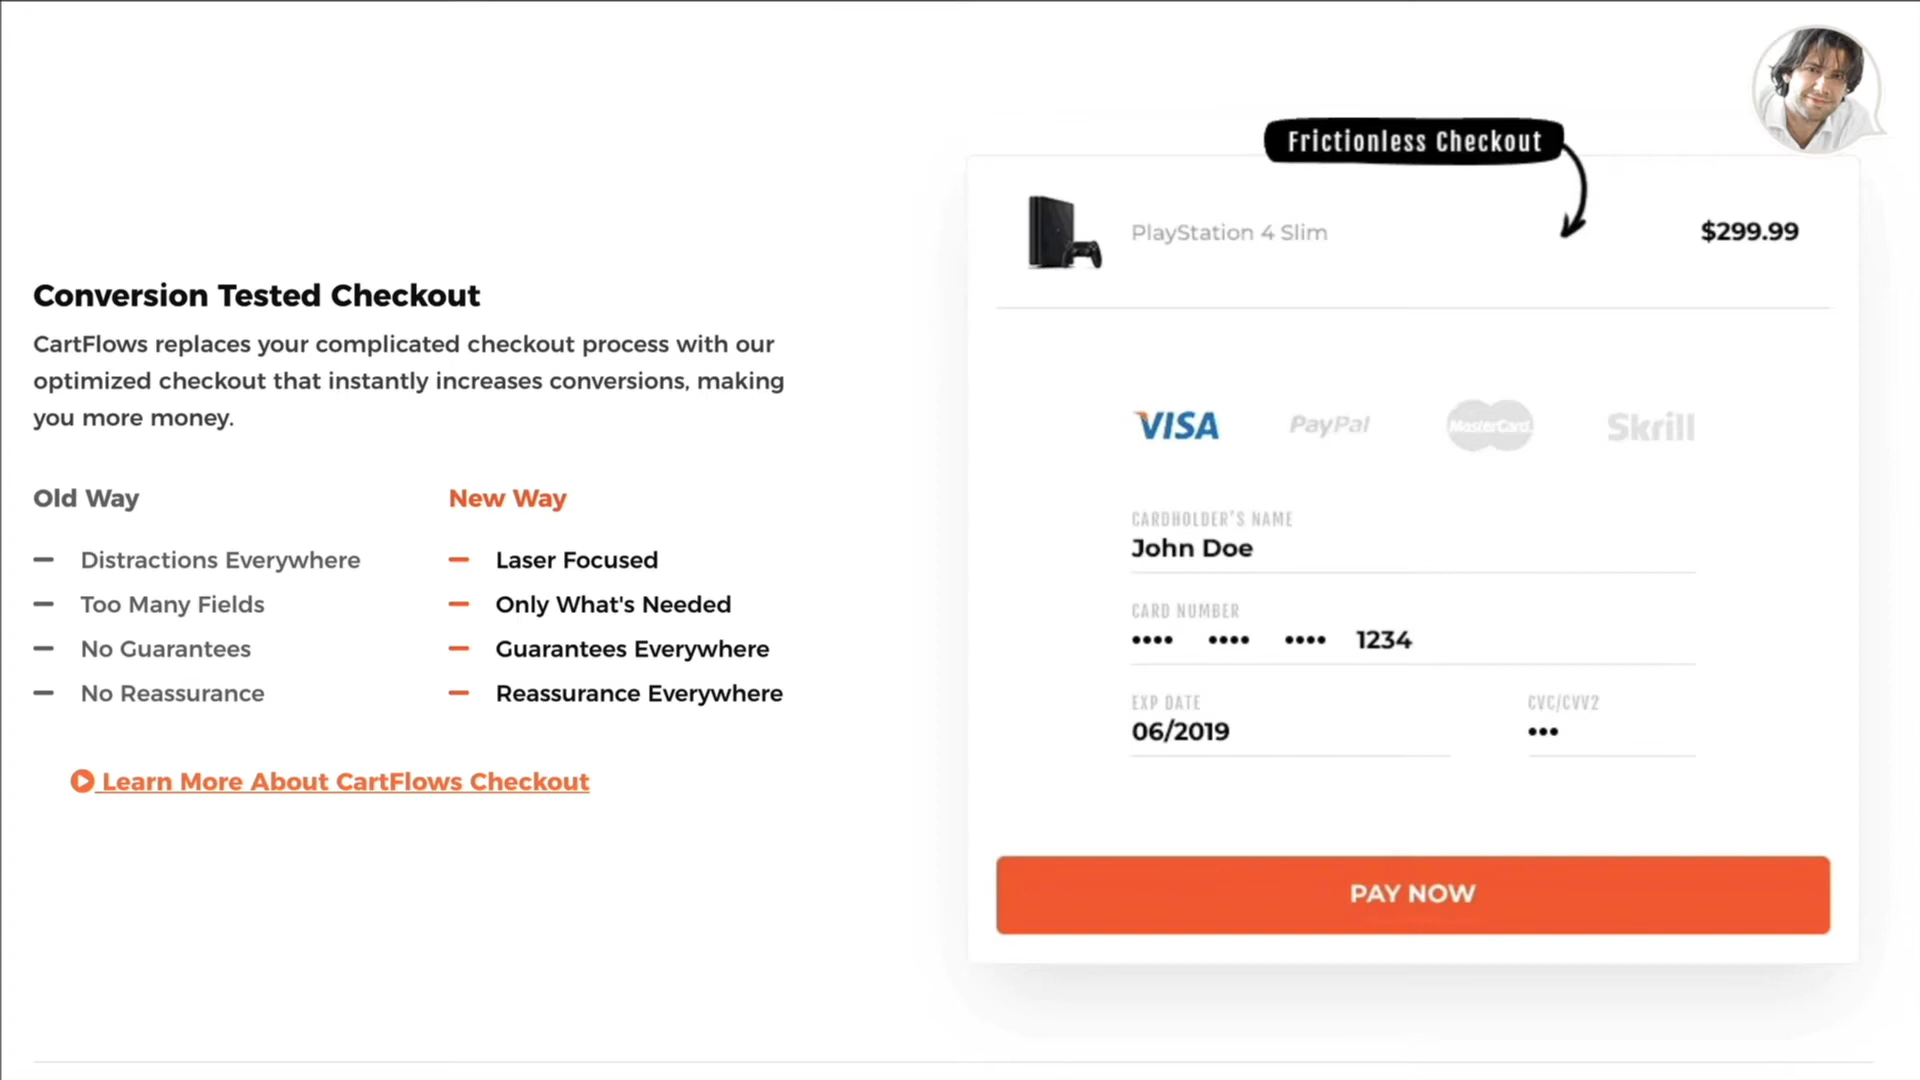 Conversion Tested Checkout
CartFlows replaces your complicated checkout process with our
optimized checkout that instantly increases conversions, making
you more money.
Old Way
Distractions Everywhere
Too Many Fields
No Guarantees
No Reassurance
New Way
Laser Focused
Only What's Needed
Guarantees Everywhere
Reassurance Everywhere
Learn More About CartFlows Checkout
Frictionless Checkout
PlayStation 4 Slim
$299.99
VISA
PayPal
MasterCard
Skrill
CARDHOLDER'S NAME
John Doe
CARD NUMBER
•••• •••• •••• 1234
EXP DATE
06/2019
CVC/CVV2
•••
PAY NOW